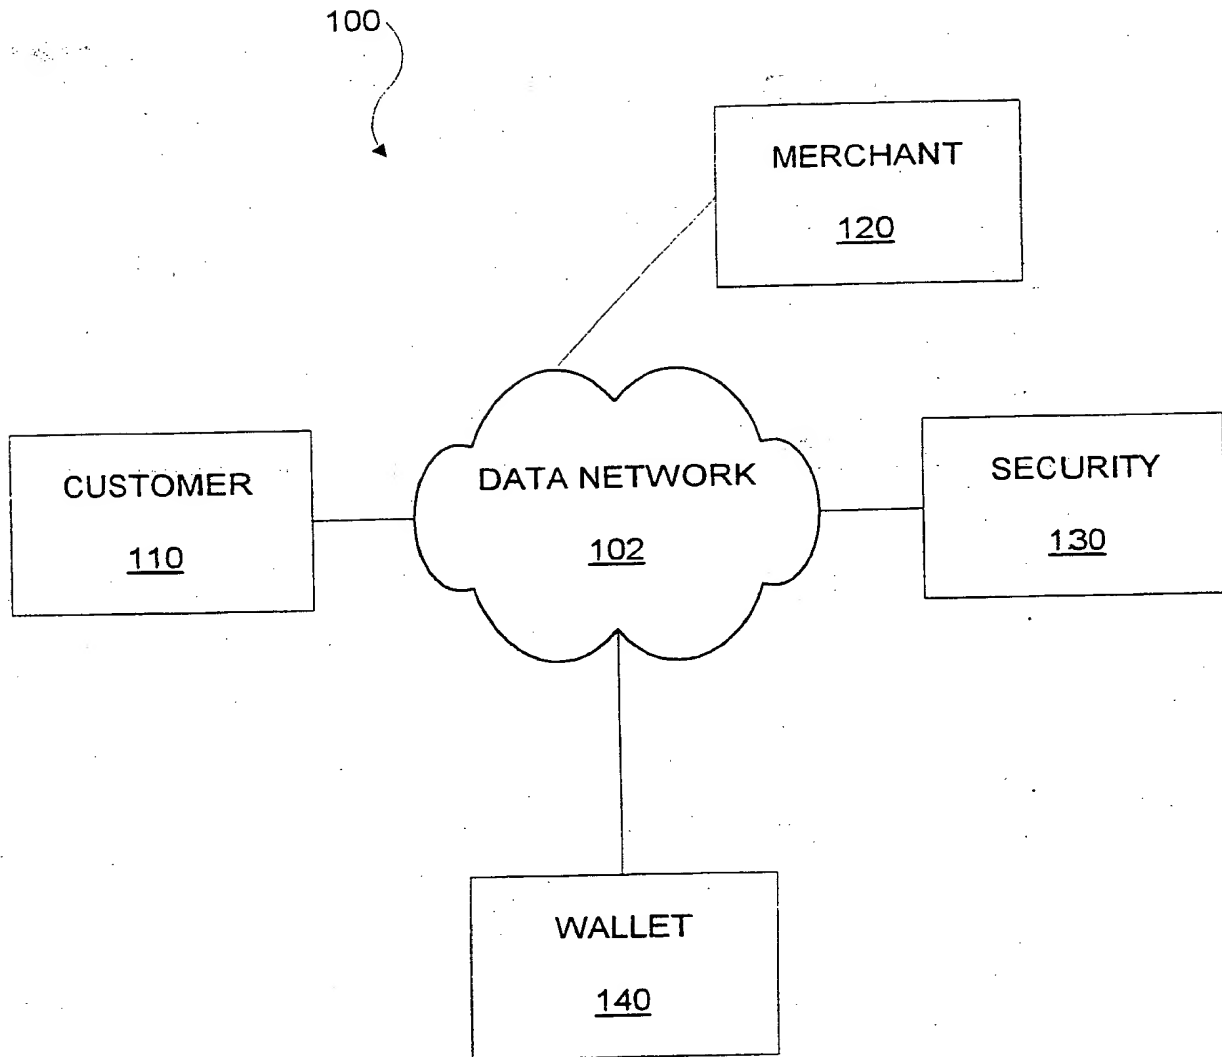 100
MERCHANT
120
CUSTOMER
110
DATA NETWORK
102
SECURITY
130
WALLET
140